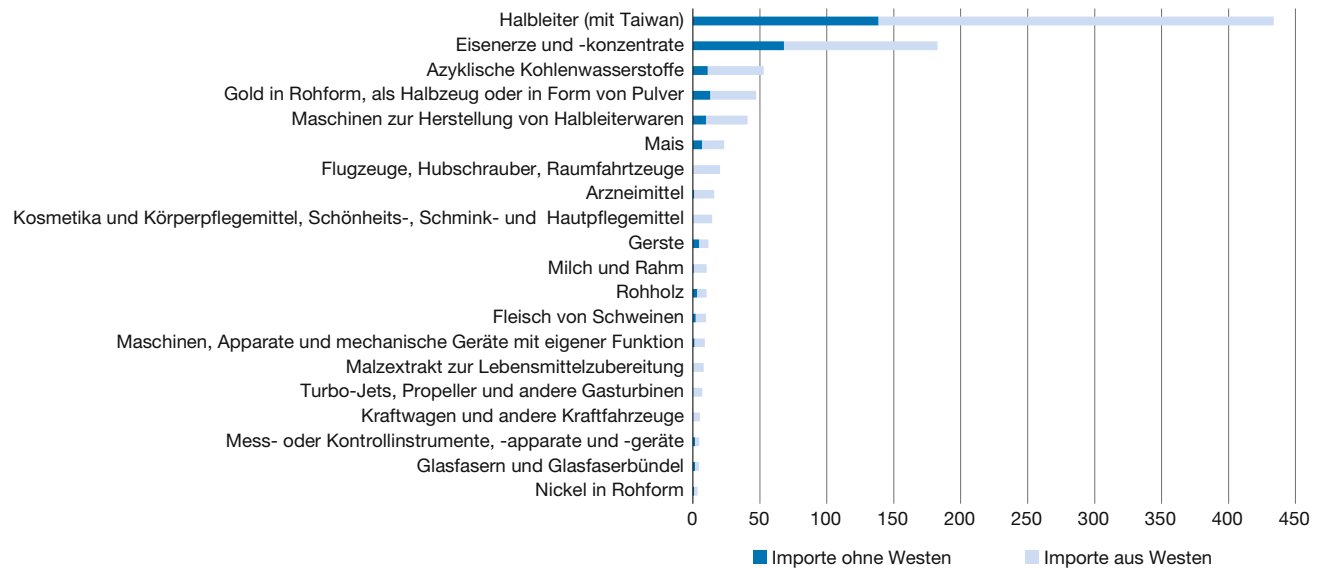 Halbleiter (mit Taiwan)
Eisenerze und -konzentrate
Azyklische Kohlenwasserstoffe
Gold in Rohform, als Halbzeug oder in Form von Pulver
Maschinen zur Herstellung von Halbleiterwaren
Mais
Flugzeuge, Hubschrauber, Raumfahrtzeuge
Arzneimittel
Kosmetika und Körperpflegemittel, Schönheits-, Schmink- und Hautpflegemittel
Gerste
Milch und Rahm
Rohholz
Fleisch von Schweinen
Maschinen, Apparate und mechanische Geräte mit eigener Funktion
Malzextrakt zur Lebensmittelzubereitung
Turbo-Jets, Propeller und andere Gasturbinen
Kraftwagen und andere Kraftfahrzeuge
Mess- oder Kontrollinstrumente, -apparate und -geräte
Glasfasern und Glasfaserbündel
Nickel in Rohform
0 50 100 150 200 250 300 350 400 450
Importe ohne Westen Importe aus Westen